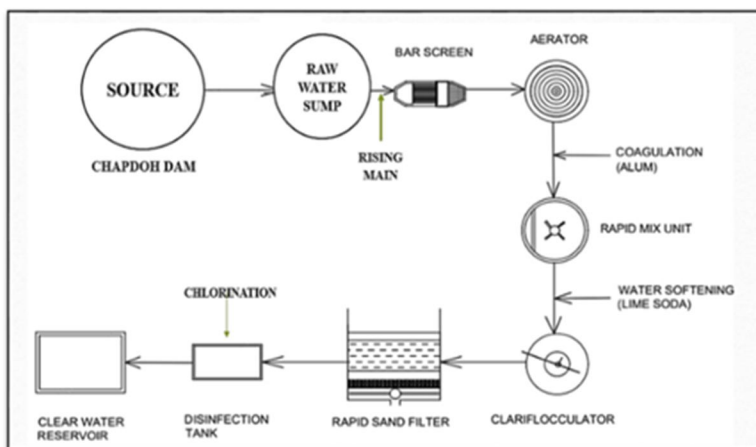 SOURCE
CHAPDOH DAM
RAW
WATER
SUMP
RISING
MAIN
BAR SCREEN
AERATOR
COAGULATION
(ALUM)
RAPID MIX UNIT
WATER SOFTENING
(LIME SODA)
CLARIFLOCCULATOR
RAPID SAND FILTER
CHLORINATION
DISINFECTION
TANK
CLEAR WATER
RESERVOIR